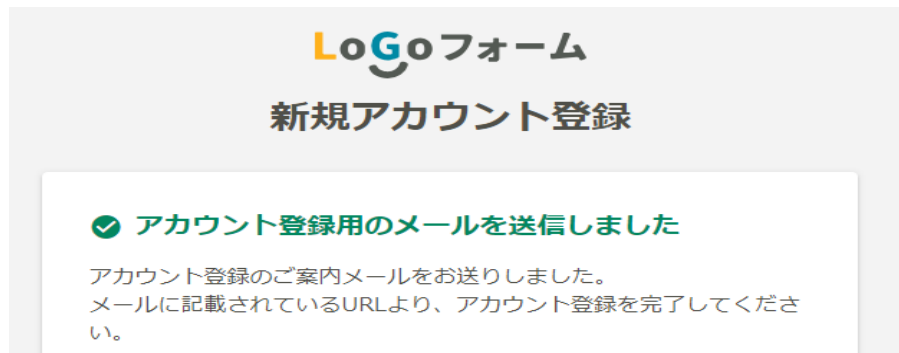 LoGoフォーム
新規アカウント登録
アカウント登録用のメールを送信しました
アカウント登録のご案内メールをお送りしました。
メールに記載されているURLより、アカウント登録を完了してくださ
い。